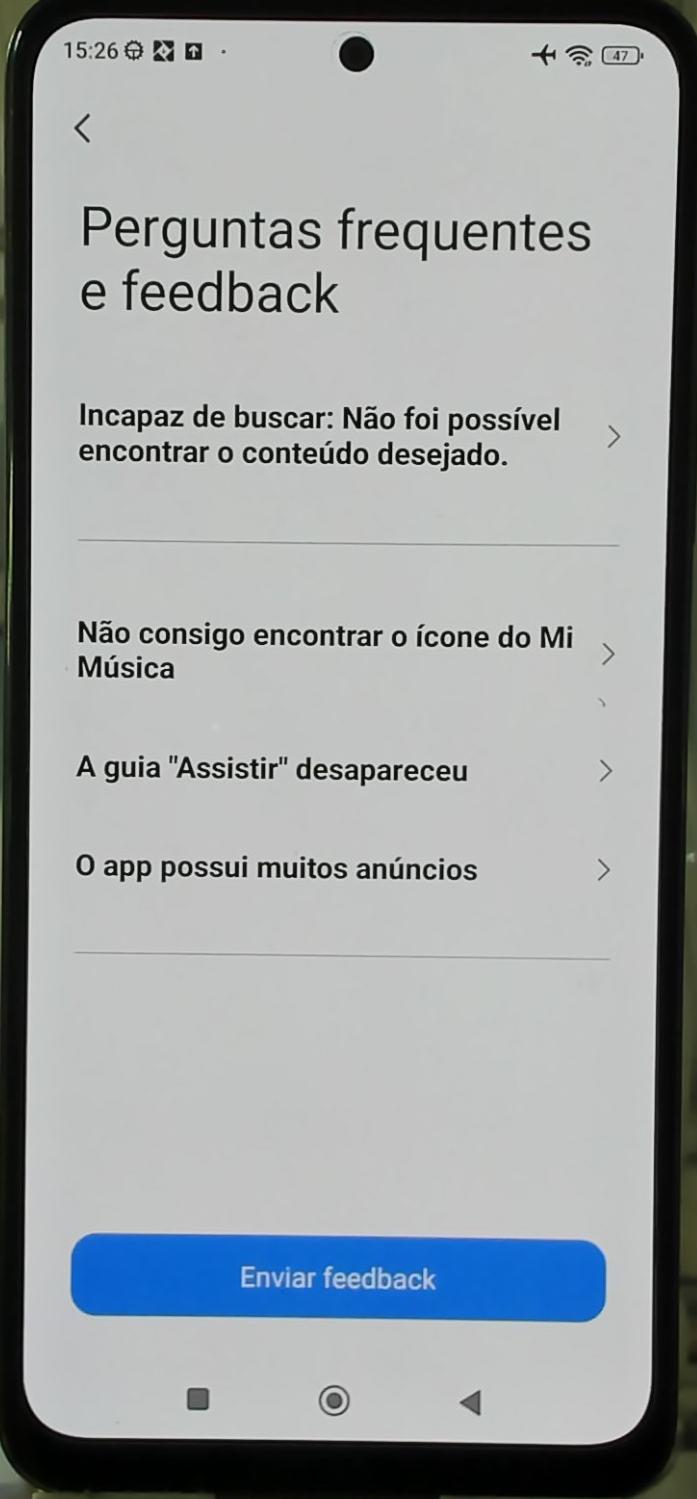 15:26
47
Perguntas frequentes
e feedback
Incapaz de buscar: Não foi possível
encontrar o conteúdo desejado.
Não consigo encontrar o ícone do Mi
Música
A guia "Assistir" desapareceu
O app possui muitos anúncios
Enviar feedback